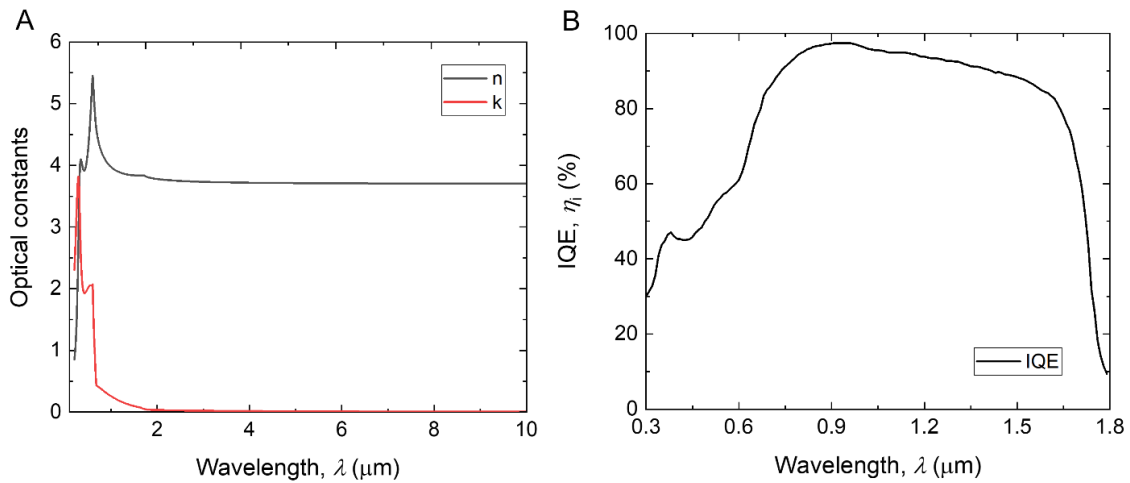 A
6
5
4
3
2
1
0
Optical constants
n
k
2
4
6
8
10
Wavelength, λ (μm)
B
100
80
60
40
20
0
IQE, ηi (%)
IQE
0.3
0.6
0.9
1.2
1.5
1.8
Wavelength, λ (μm)